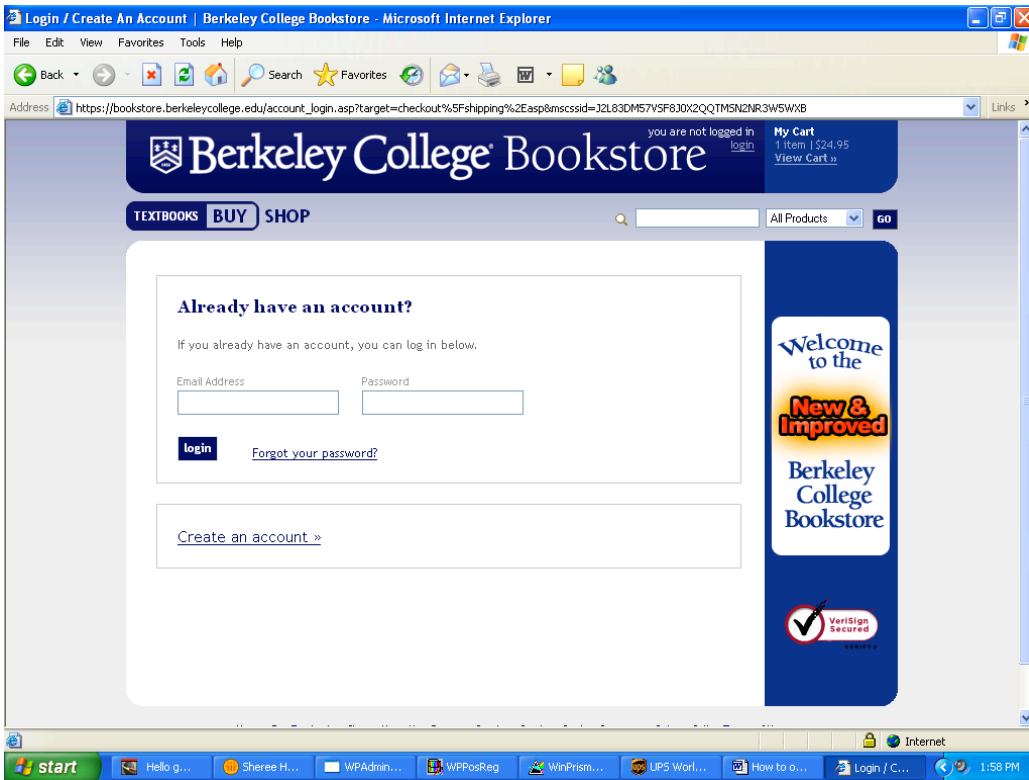 Login / Create An Account | Berkeley College Bookstore - Microsoft Internet Explorer
File Edit View Favorites Tools Help
Back Search Favorites
Address https://bookstore.berkeleycollege.edu/account_login.asp?target=checkout%5Fshipping%2Easp&mscssid=J2L83DM57VSF8J0X2QQTMSN2NR3W5WXB Links
you are not logged in
login
Berkeley College Bookstore
My Cart
1 item | $24.95
View Cart »
TEXTBOOKS BUY SHOP All Products GO
Already have an account?
If you already have an account, you can log in below.
Email Address Password
login Forgot your password?
Create an account »
Welcome
to the
New &
Improved
Berkeley
College
Bookstore
VeriSign
Secured
VERIFY
Internet
start Hello g... Sheree H... WPAdmin... WPPosReg WinPrism... UPS Worl... How to o... Login / C... 1:58 PM